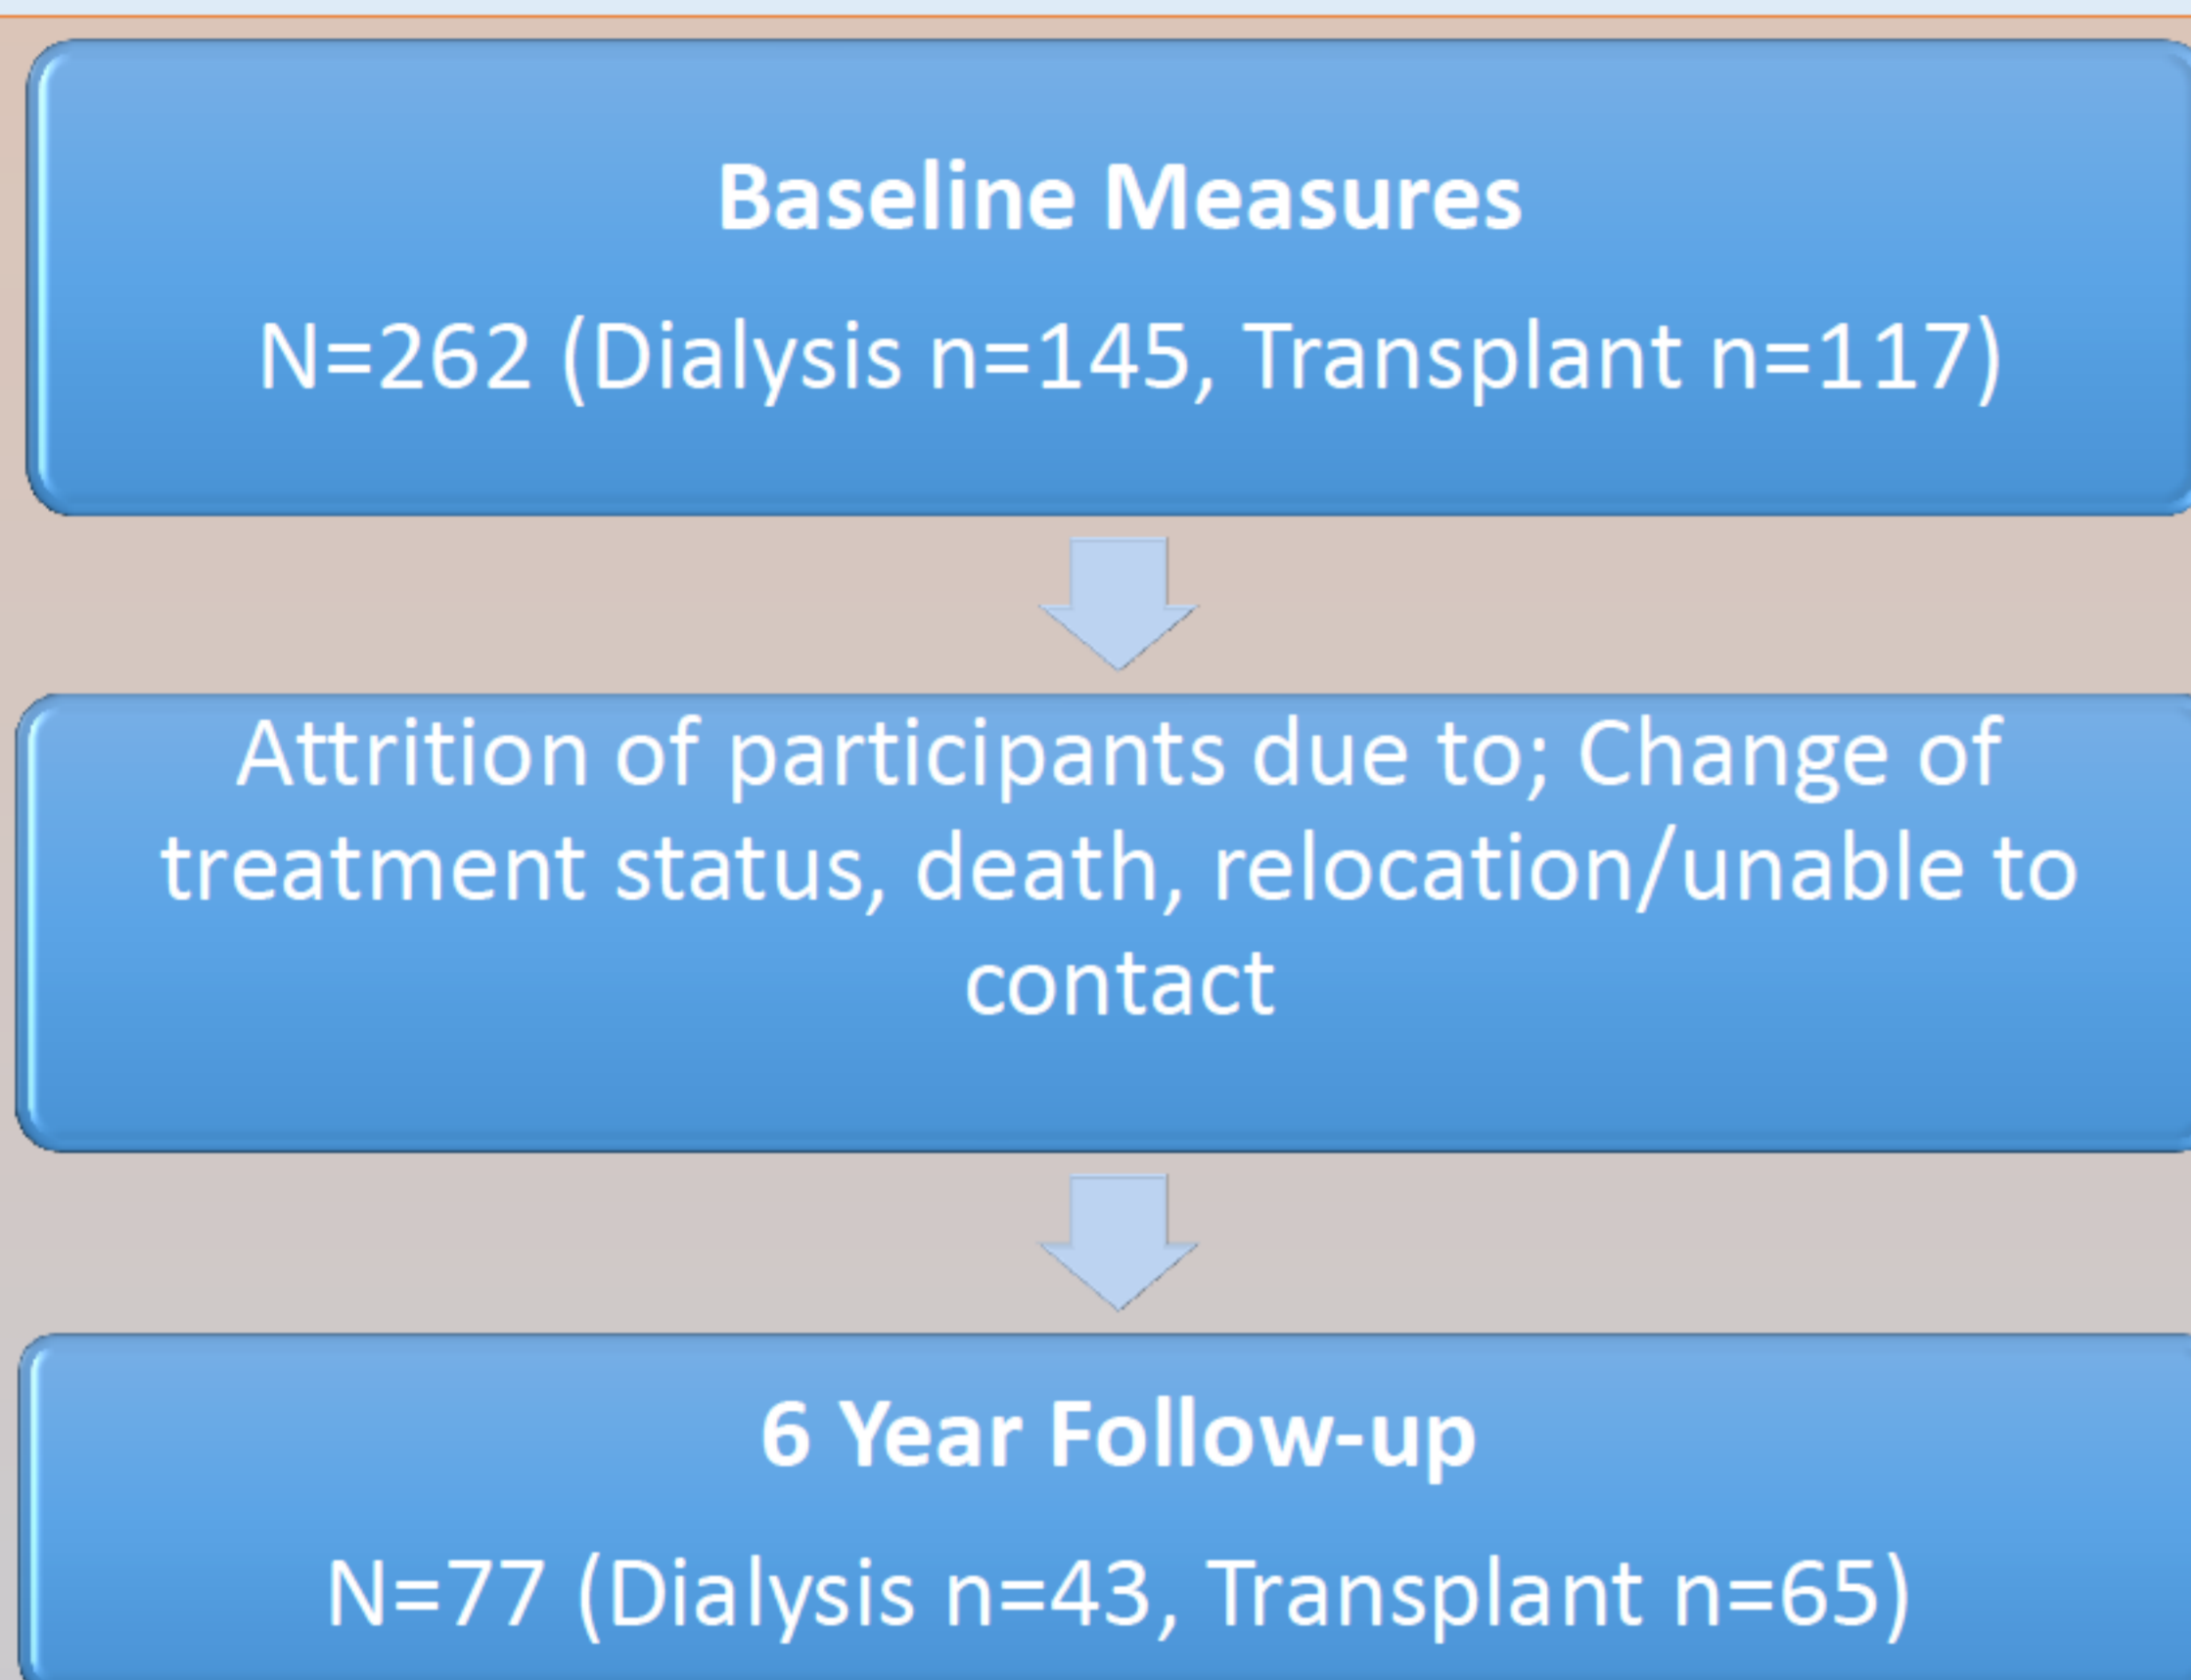 Baseline Measures
N=262 (Dialysis n=145, Transplant n=117)
Attrition of participants due to; Change of
treatment status, death, relocation/unable to
contact
6 Year Follow-up
N=77 (Dialysis n=43, Transplant n=65)